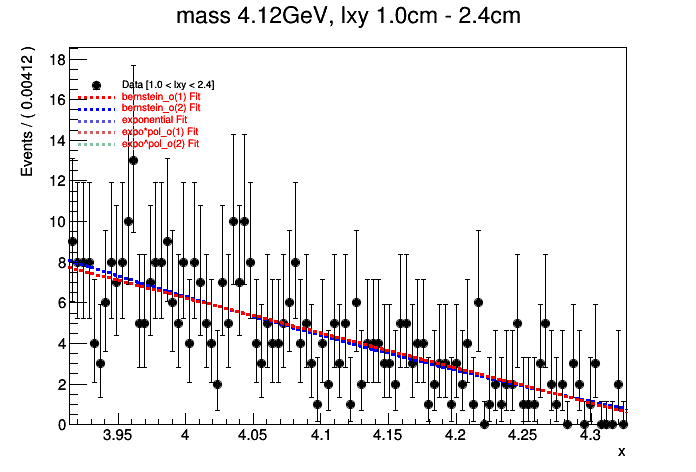 mass 4.12GeV, lxy 1.0cm - 2.4cm
Events / ( 0.00412 )
18
16
14
12
10
8
6
4
2
0
Data [1.0 < lxy < 2.4]
bernstein_o(1) Fit
bernstein_o(2) Fit
exponential Fit
expo*pol_o(1) Fit
expo*pol_o(2) Fit
3.95 4 4.05 4.1 4.15 4.2 4.25 4.3
x